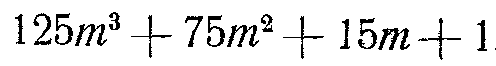 125m³ + 75m² + 15m + 1.